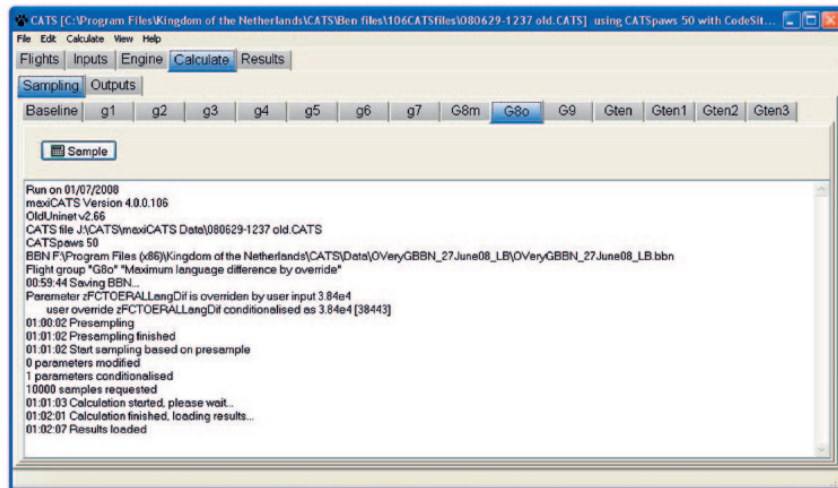 CATS [C:\Program Files\Kingdom of the Netherlands\CATS\Ben files\106CATSfiles\080629-1237 old.CATS] using CATSpaws 50 with CodeSit...
File Edit Calculate View Help
Flights Inputs Engine Calculate Results
Sampling Outputs
Baseline g1 g2 g3 g4 g5 g6 g7 G8m G8o G9 Gten Gten1 Gten2 Gten3
Sample
Run on 01/07/2008
maxiCATS Version 4.0.0.106
OldUninet v2.66
CATS file J:\CATS\maxiCATS Data\080629-1237 old.CATS
CATSpaws 50
BBN F:\Program Files (x86)\Kingdom of the Netherlands\CATS\Data\OVeryGBBN_27June08_LB\OVeryGBBN_27June08_LB.bbn
Flight group "G8o" "Maximum language difference by override"
00:59:44 Saving BBN...
Parameter zFCTOERALLangDif is overriden by user input 3.84e4
user override zFCTOERALLangDif conditionalised as 3.84e4 [38443]
01:00:02 Presampling
01:01:02 Presampling finished
01:01:02 Start sampling based on presample
0 parameters modified
1 parameters conditionalised
10000 samples requested
01:01:03 Calculation started, please wait...
01:02:01 Calculation finished, loading results...
01:02:07 Results loaded